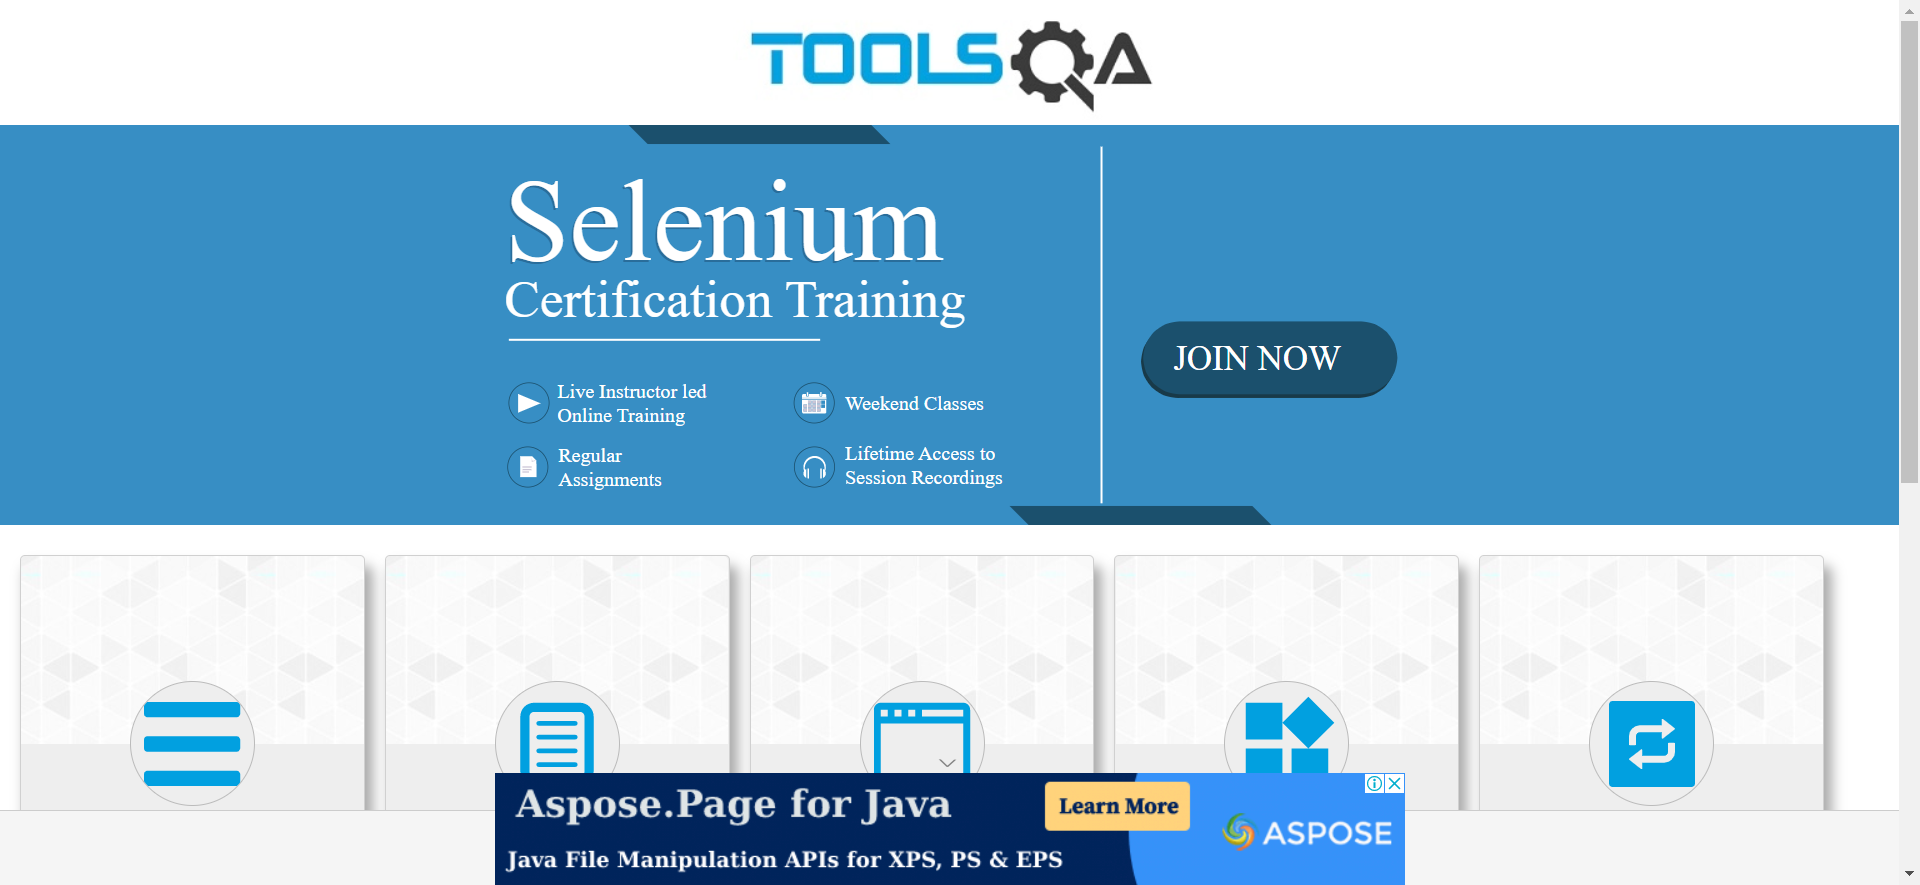 TOOLSQA
Selenium
Certification Training
JOIN NOW
Live Instructor led
Online Training
Weekend Classes
Regular
Assignments
Lifetime Access to
Session Recordings
Aspose.Page for Java
Learn More
ASPOSE
Java File Manipulation APIs for XPS, PS & EPS